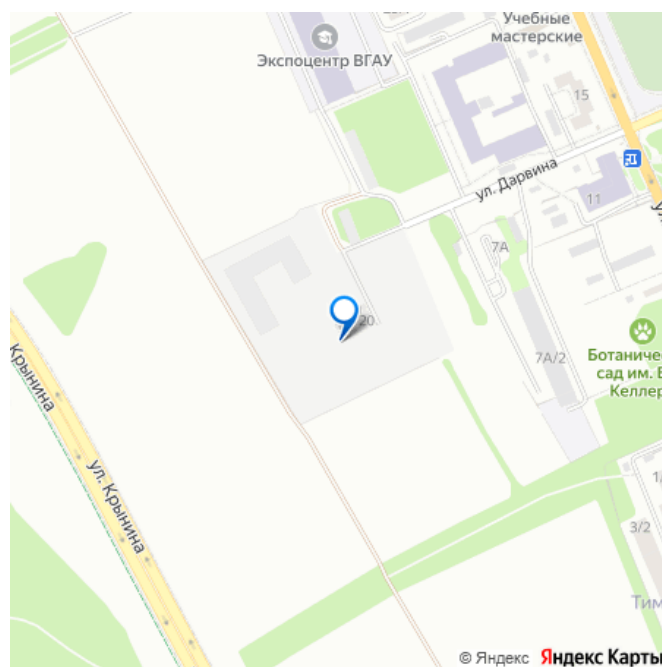 Учебные
мастерские
Экспоцентр ВГАУ
15
ул. Дарвина
11
7А
20
7А/2
Ботаниче
сад им. Б
Келлер
Крынина
ул. Крынина
1/
3/2
Тим
© Яндекс Яндекс Карты